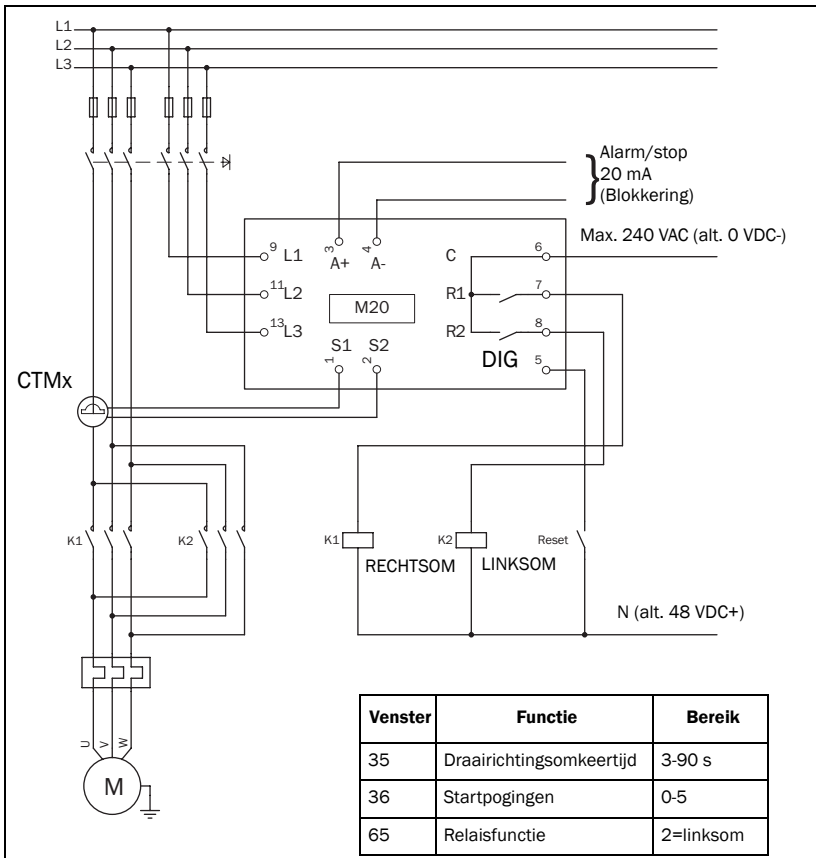 L1
L2
L3
Alarm/stop
20 mA
(Blokkering)
Max. 240 VAC (alt. 0 VDC-)
3 4
A+ A-
9 L1
11 L2
13 L3
M20
C 6
R1 7
R2 8
DIG 5
S1 S2
1 2
CTMx
K1 K2
K1 RECHTSOM
K2 LINKSOM
Reset
N (alt. 48 VDC+)
U V W
M
Venster Functie Bereik
35 Draairichtingsomkeertijd 3-90 s
36 Startpogingen 0-5
65 Relaisfunctie 2=linksom